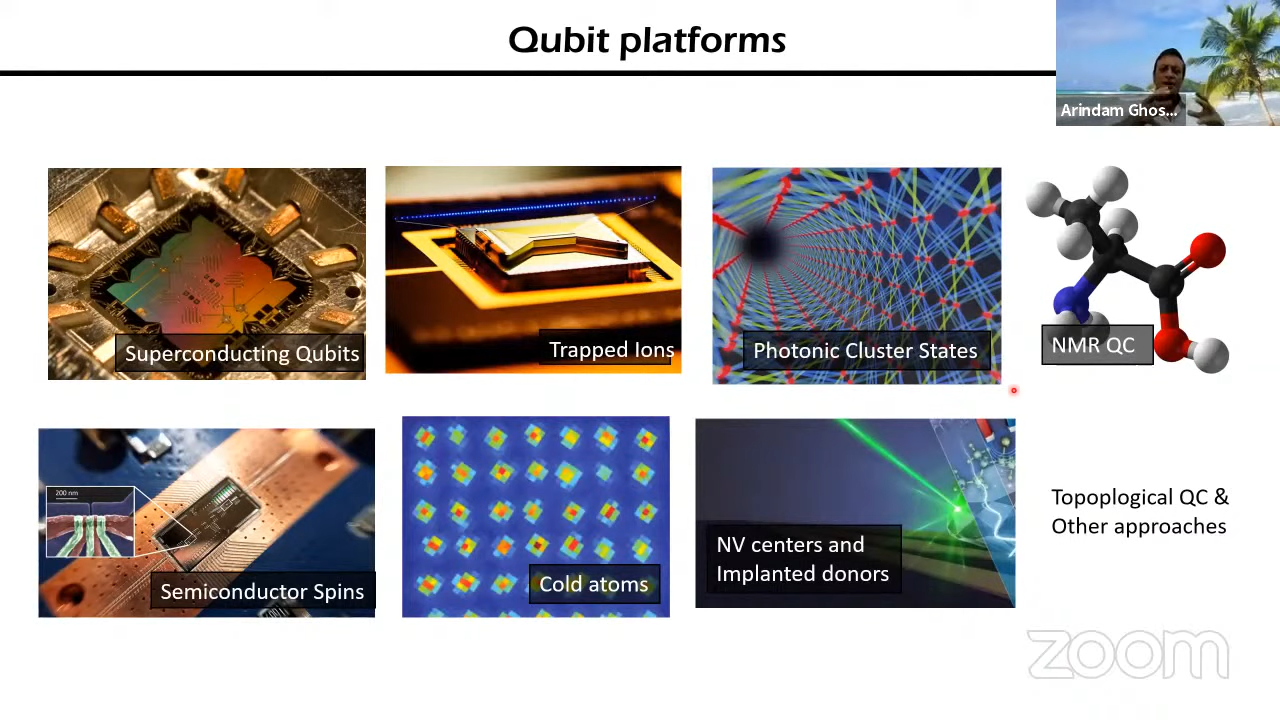 Qubit platforms
Arindam Ghos...
Superconducting Qubits
Trapped Ions
Photonic Cluster States
NMR QC
200 nm
Semiconductor Spins
Cold atoms
NV centers and
Implanted donors
Topoplogical QC &
Other approaches
zoom